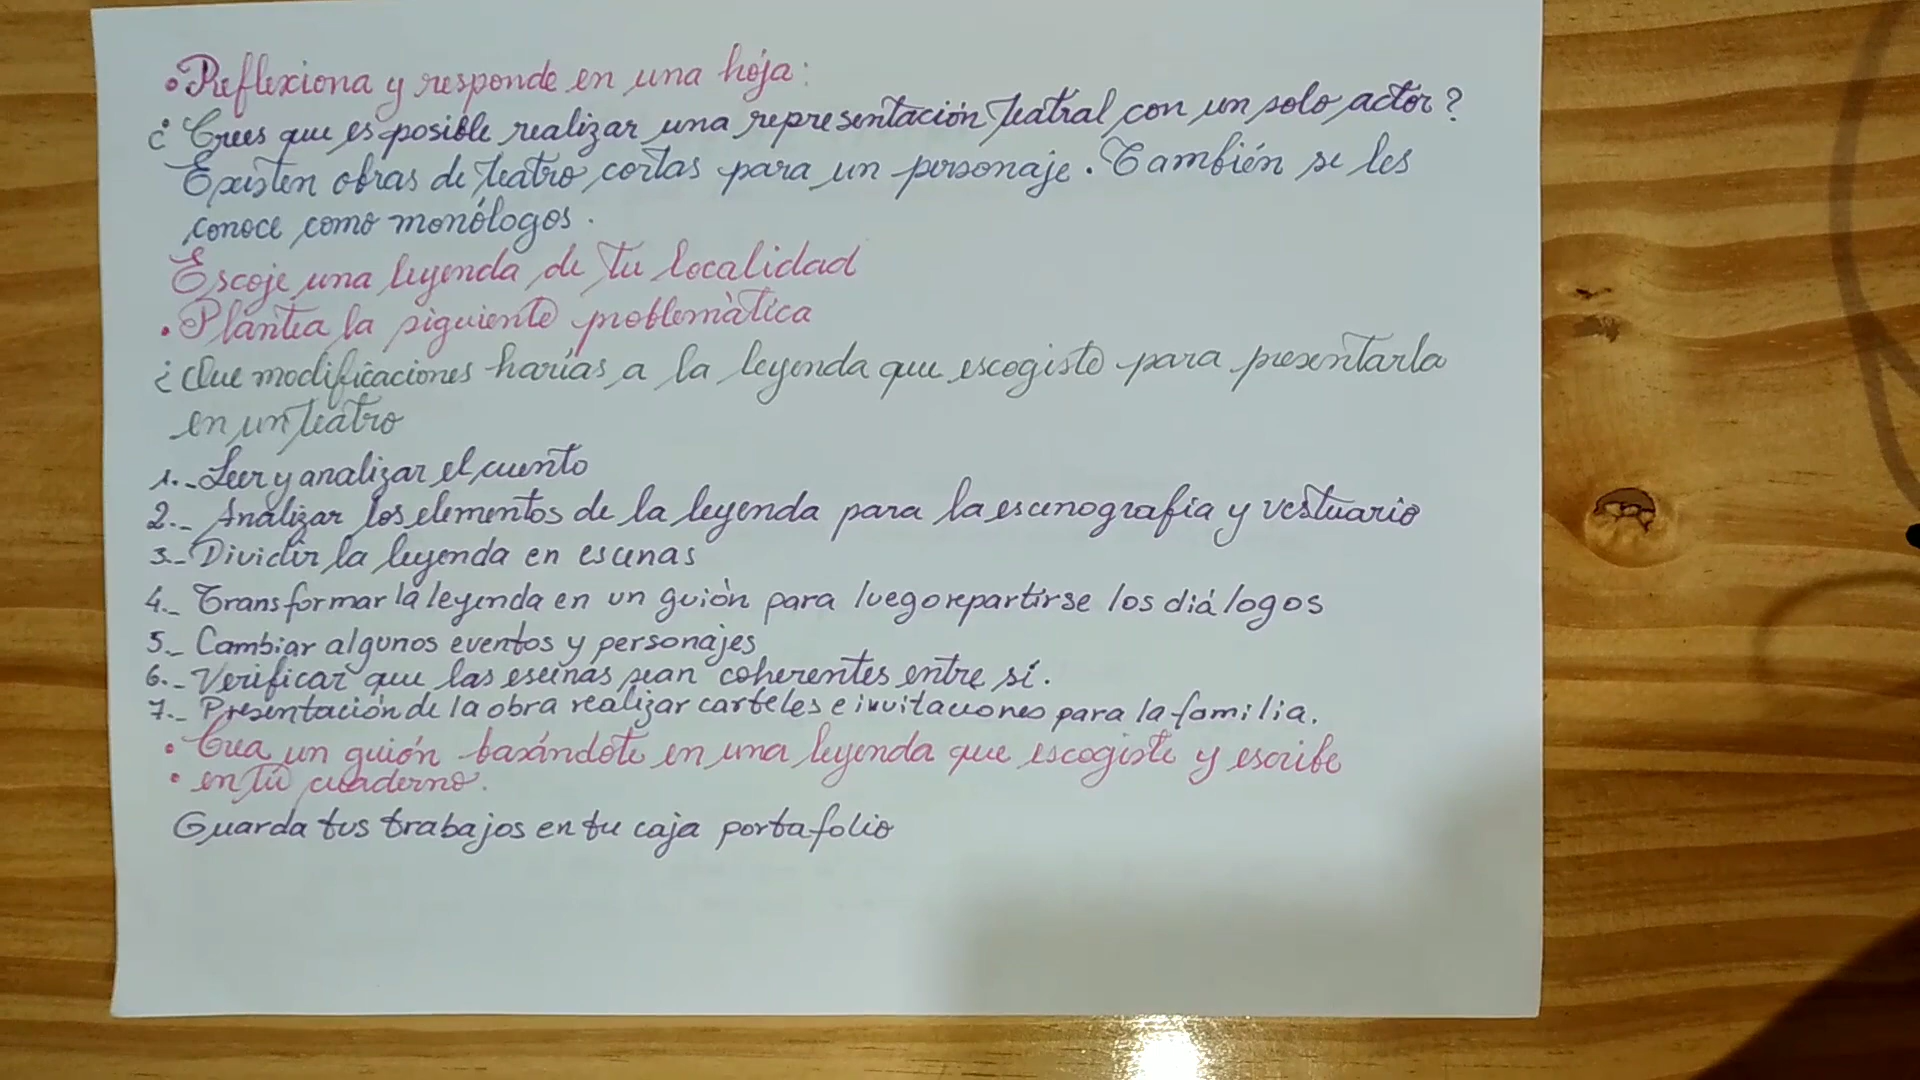 • Reflexiona y responde en una hója:
¿ Crees que es posible realizar una representación teatral con un solo actor?
Existen obras de teatro cortas para un personaje. También se les
conoce como monólogos.
Escoje una leyenda de tu localidad
• Plantea la siguiente problemàtica
¿Que modificaciones harías a la leyenda que escogiste para presentarla
en un teatro
1.- Leer y analizar el cuento
2.- Analizar los elementos de la leyenda para la escenografia y vestuario
3.- Dividir la leyenda en escenas
4.- Transformar la leyenda en un guiòn para luego repartirse los diálogos
5.- Cambiar algunos eventos y personajes
6.- Verificar que las escenas sean coherentes entre sí.
7.- Presentación de la obra realizar carteles e invitaciones para la familia.
• Crea un guión basándote en una leyenda que escogiste y escribe
• en tu cuaderno.
Guarda tus trabajos en tu caja portafolio